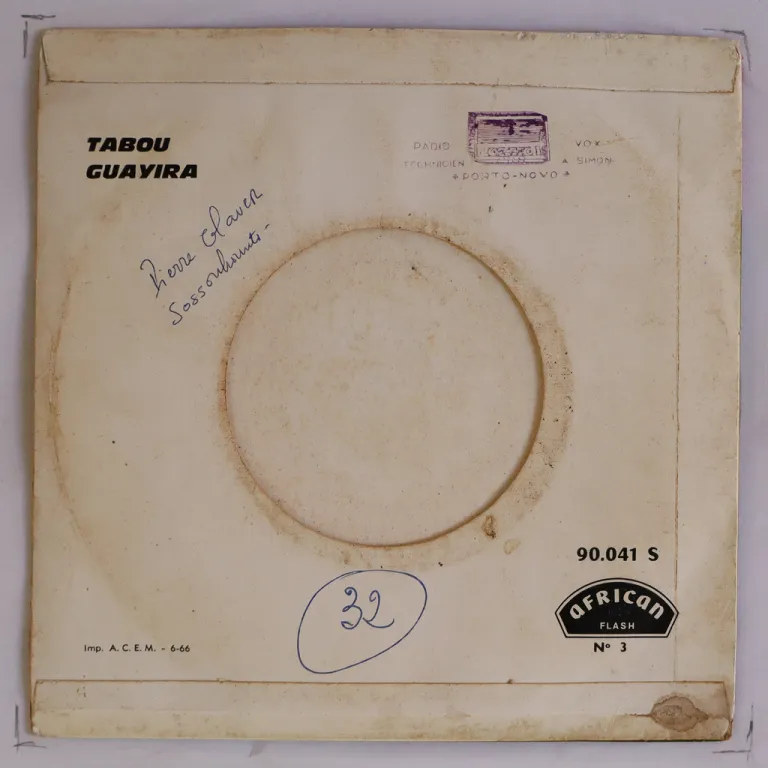 TABOU
GUAYIRA
RADIO VOX
TECHNICIEN A SIMON
*PORTO-NOVO*
Pierre Claver
90.041 S
AFRICAN
FLASH
N° 3
32
Imp. A. C. E. M. - 6-66